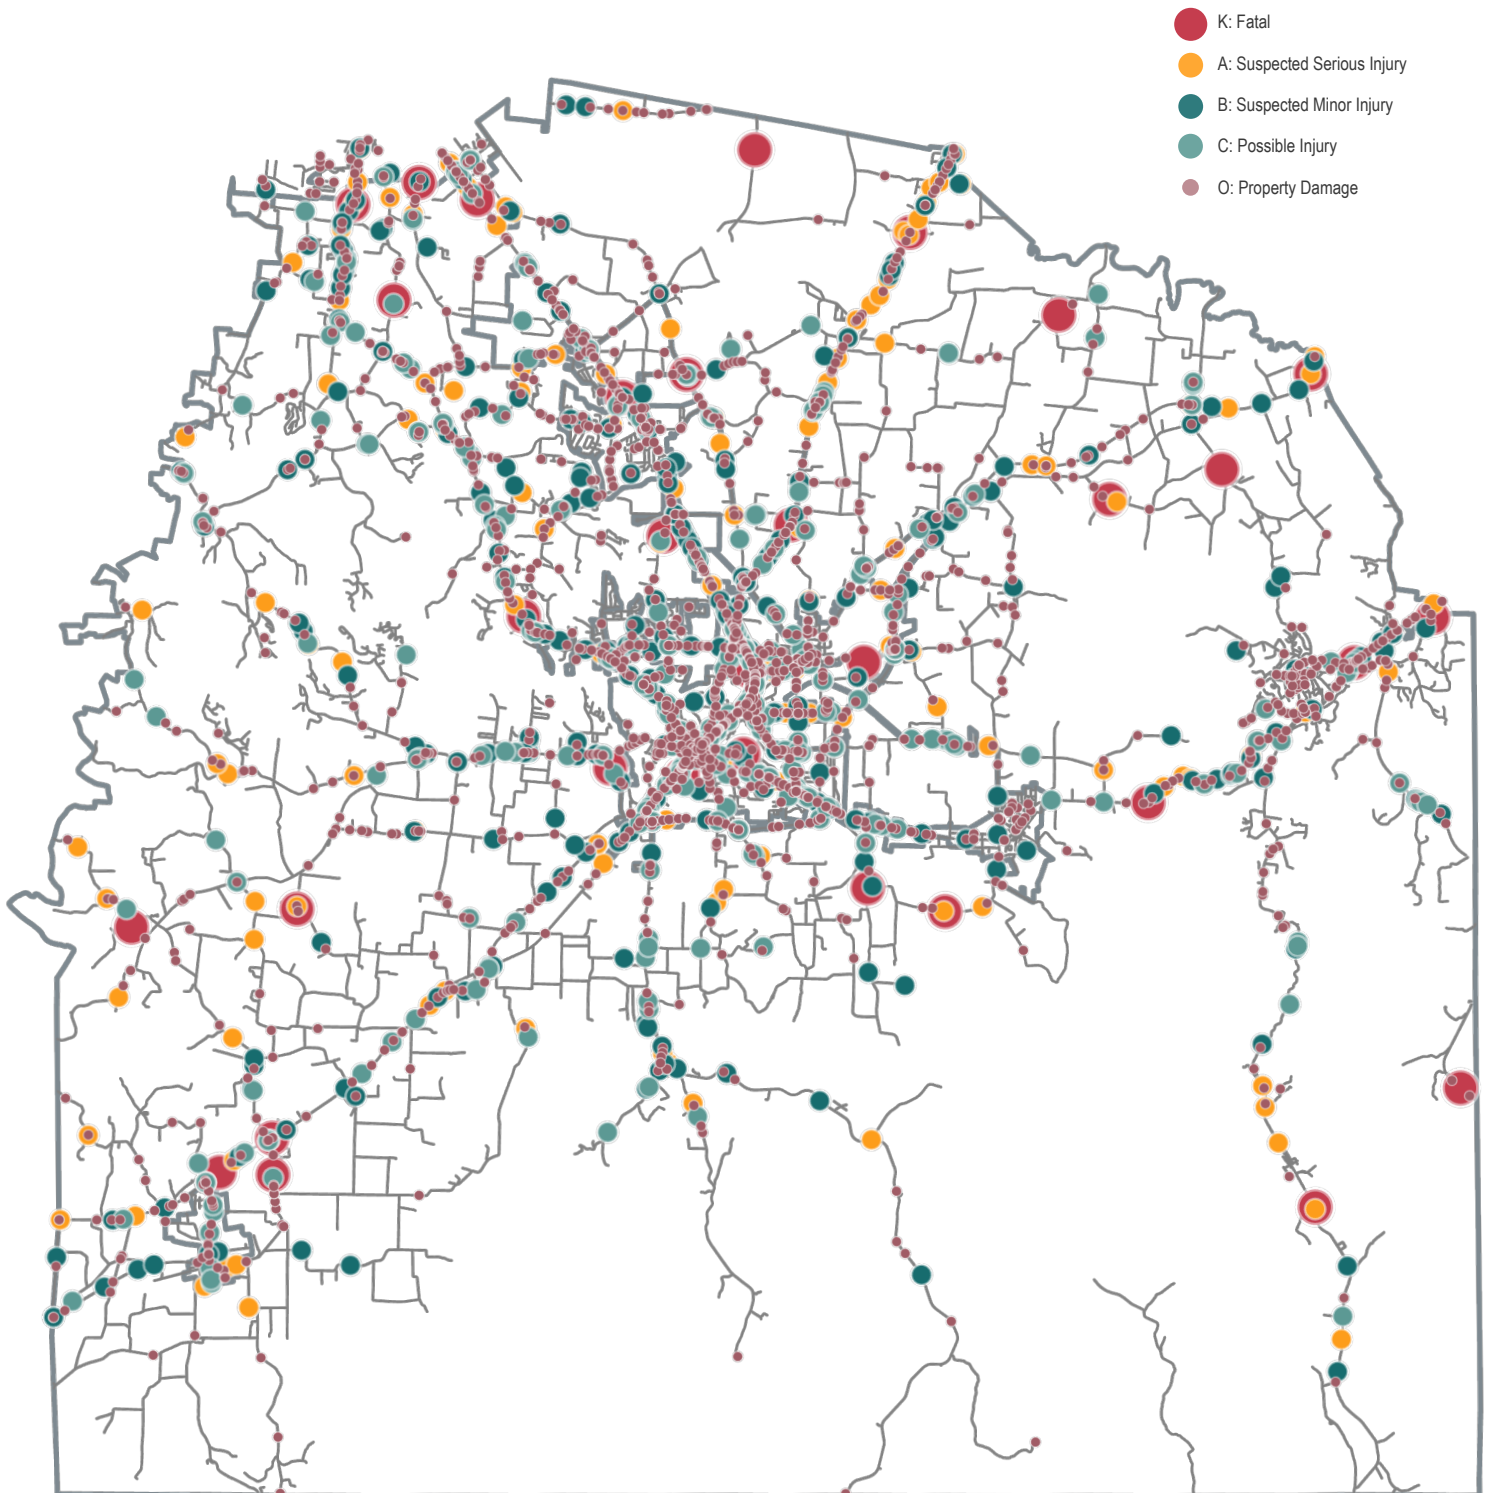 K: Fatal
A: Suspected Serious Injury
B: Suspected Minor Injury
C: Possible Injury
O: Property Damage